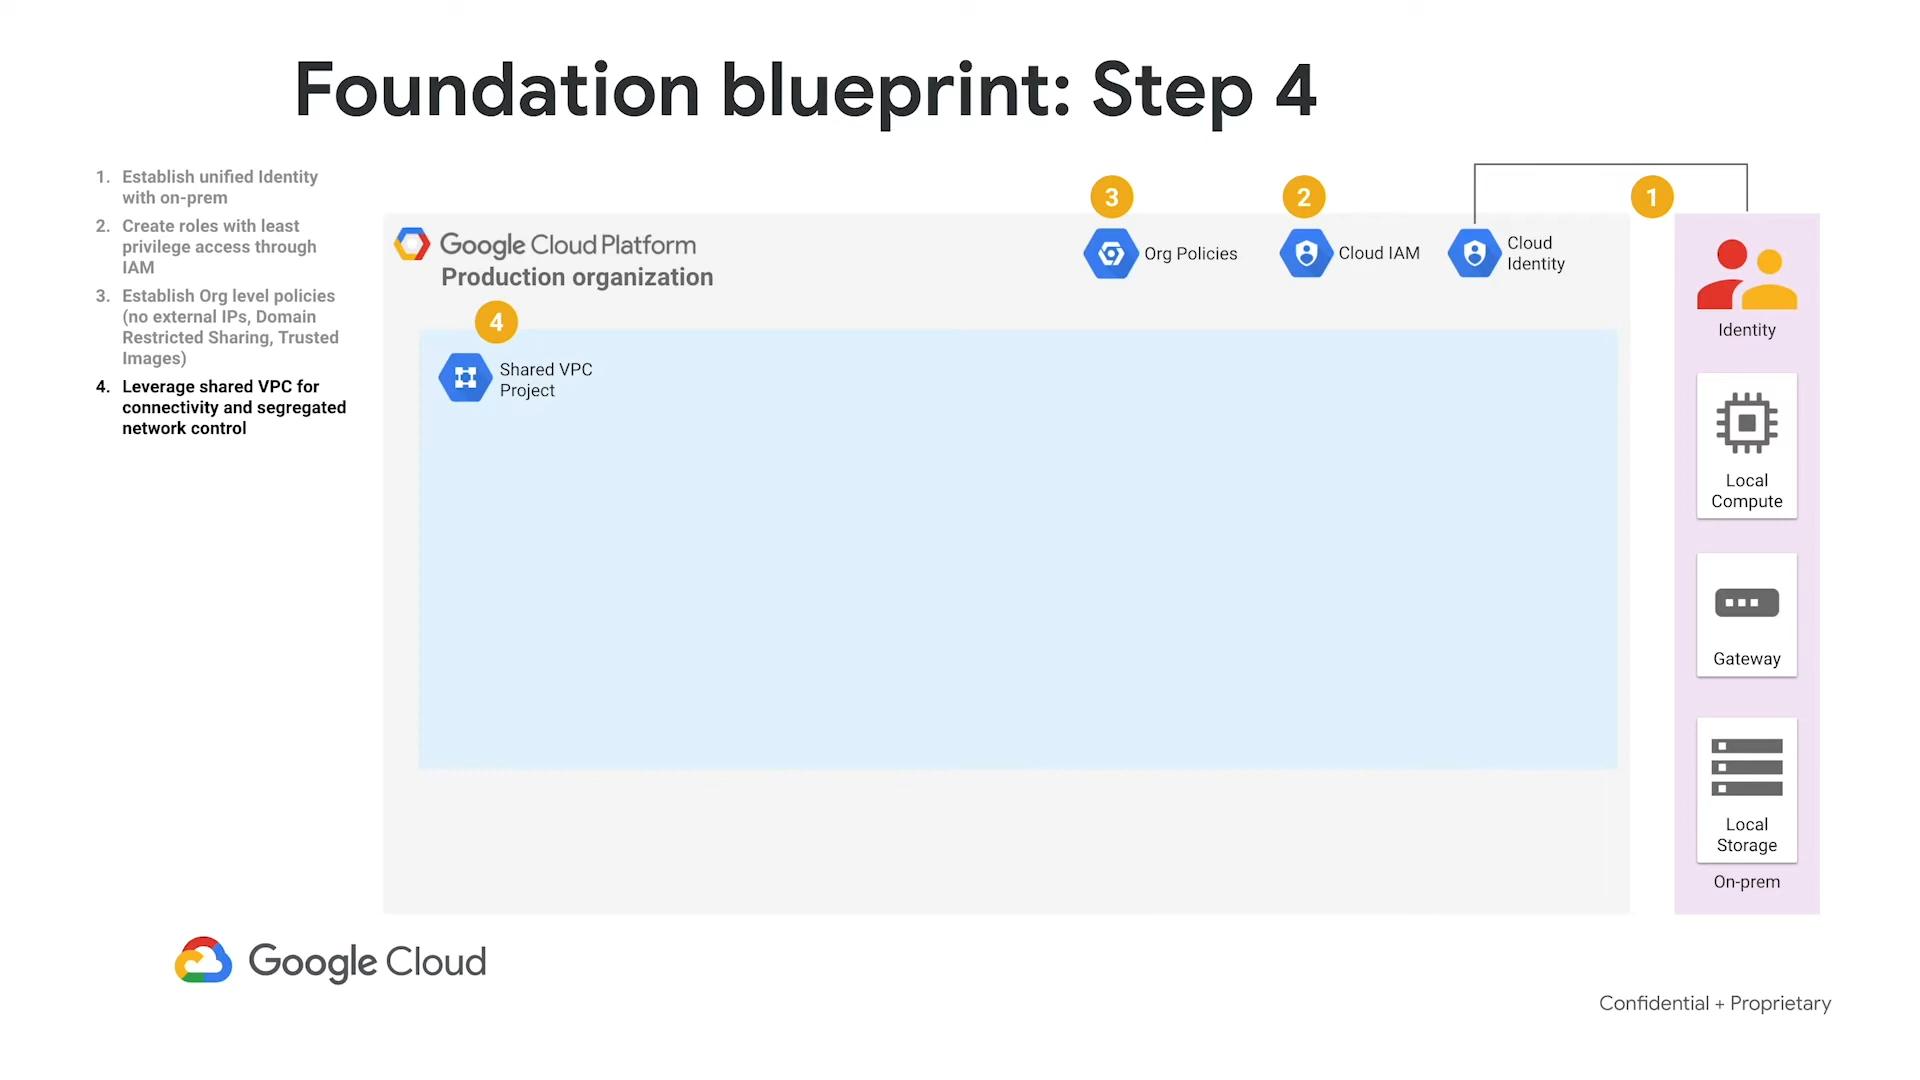 Foundation blueprint: Step 4
1. Establish unified Identity
with on-prem
2. Create roles with least
privilege access through
IAM
3. Establish Org level policies
(no external IPs, Domain
Restricted Sharing, Trusted
Images)
4. Leverage shared VPC for
connectivity and segregated
network control
Google Cloud Platform
Production organization
3
Org Policies
2
Cloud IAM
1
Cloud
Identity
4
Shared VPC
Project
Identity
Local
Compute
Gateway
Local
Storage
On-prem
Google Cloud
Confidential + Proprietary